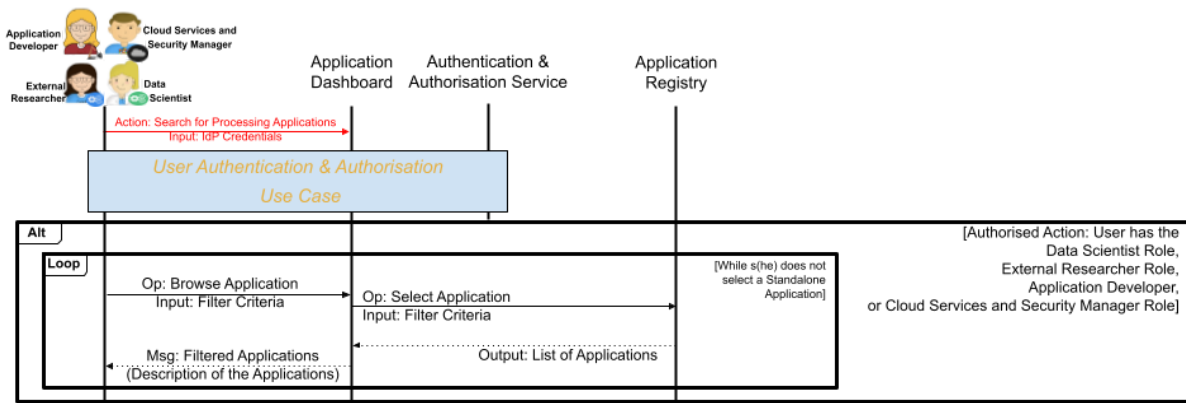 Application
Developer
Cloud Services and
Security Manager
External
Researcher
Data
Scientist
Application
Dashboard
Authentication &
Authorisation Service
Application
Registry
Action: Search for Processing Applications
Input: IdP Credentials
User Authentication & Authorisation
Use Case
Alt
[Authorised Action: User has the
Data Scientist Role,
External Researcher Role,
Application Developer,
or Cloud Services and Security Manager Role]
Loop
[While s(he) does not
select a Standalone
Application]
Op: Browse Application
Input: Filter Criteria
Op: Select Application
Input: Filter Criteria
Output: List of Applications
Msg: Filtered Applications
(Description of the Applications)